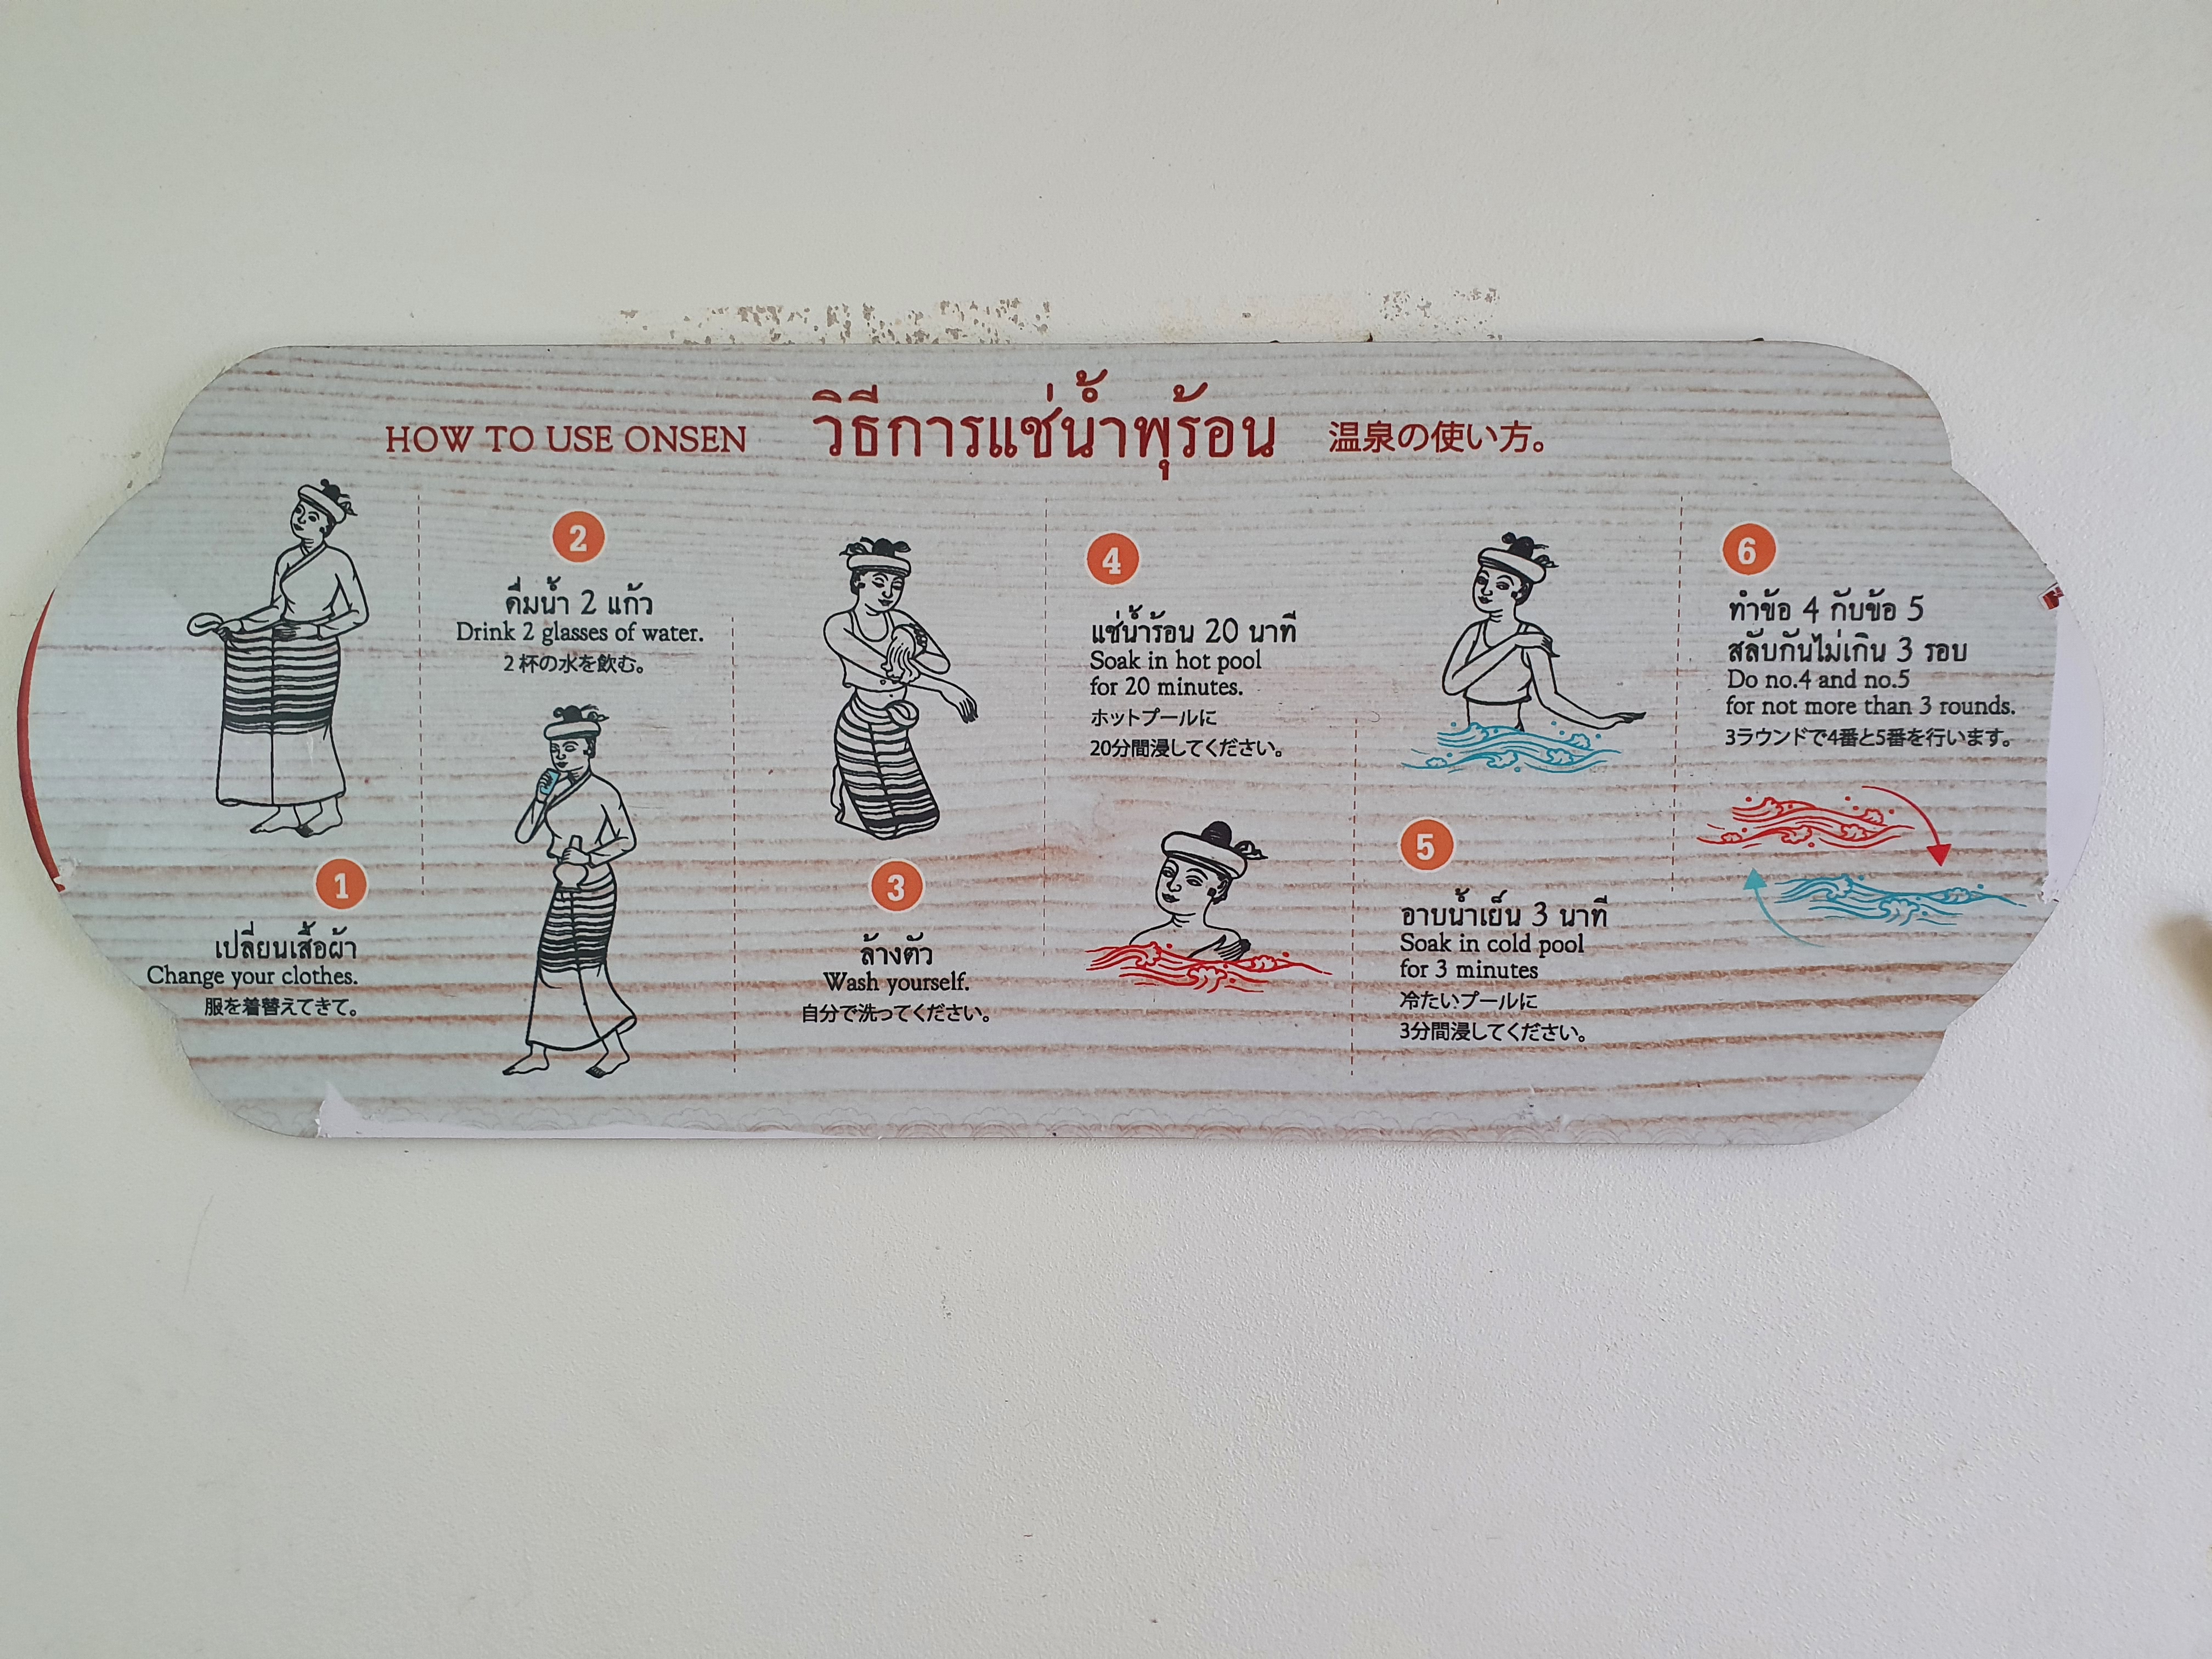 HOW TO USE ONSEN
วิธีการแช่น้ำพุร้อน
温泉の使い方。
1
เปลี่ยนเสื้อผ้า
Change your clothes.
服を着替えてきて。
2
ดื่มน้ำ 2 แก้ว
Drink 2 glasses of water.
2 杯の水を飲む。
3
ล้างตัว
Wash yourself.
自分で洗ってください。
4
แช่น้ำร้อน 20 นาที
Soak in hot pool
for 20 minutes.
ホットプールに
20分間浸してください。
5
อาบน้ำเย็น 3 นาที
Soak in cold pool
for 3 minutes
冷たいプールに
3分間浸してください。
6
ทำข้อ 4 กับข้อ 5
สลับกันไม่เกิน 3 รอบ
Do no.4 and no.5
for not more than 3 rounds.
3ラウンドで4番と5番を行います。